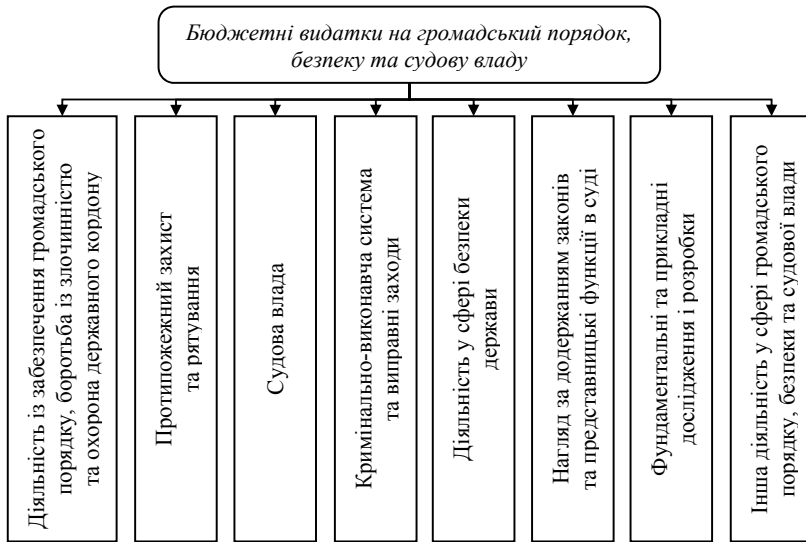 Бюджетні видатки на громадський порядок,
безпеку та судову владу
Діяльність із забезпечення громадського
порядку, боротьба із злочинністю
та охорона державного кордону
Протипожежний захист
та рятування
Судова влада
Кримінально-виконавча система
та виправні заходи
Діяльність у сфері безпеки
держави
Нагляд за додержанням законів
та представницькі функції в суді
Фундаментальні та прикладні
дослідження і розробки
Інша діяльність у сфері громадського
порядку, безпеки та судової влади